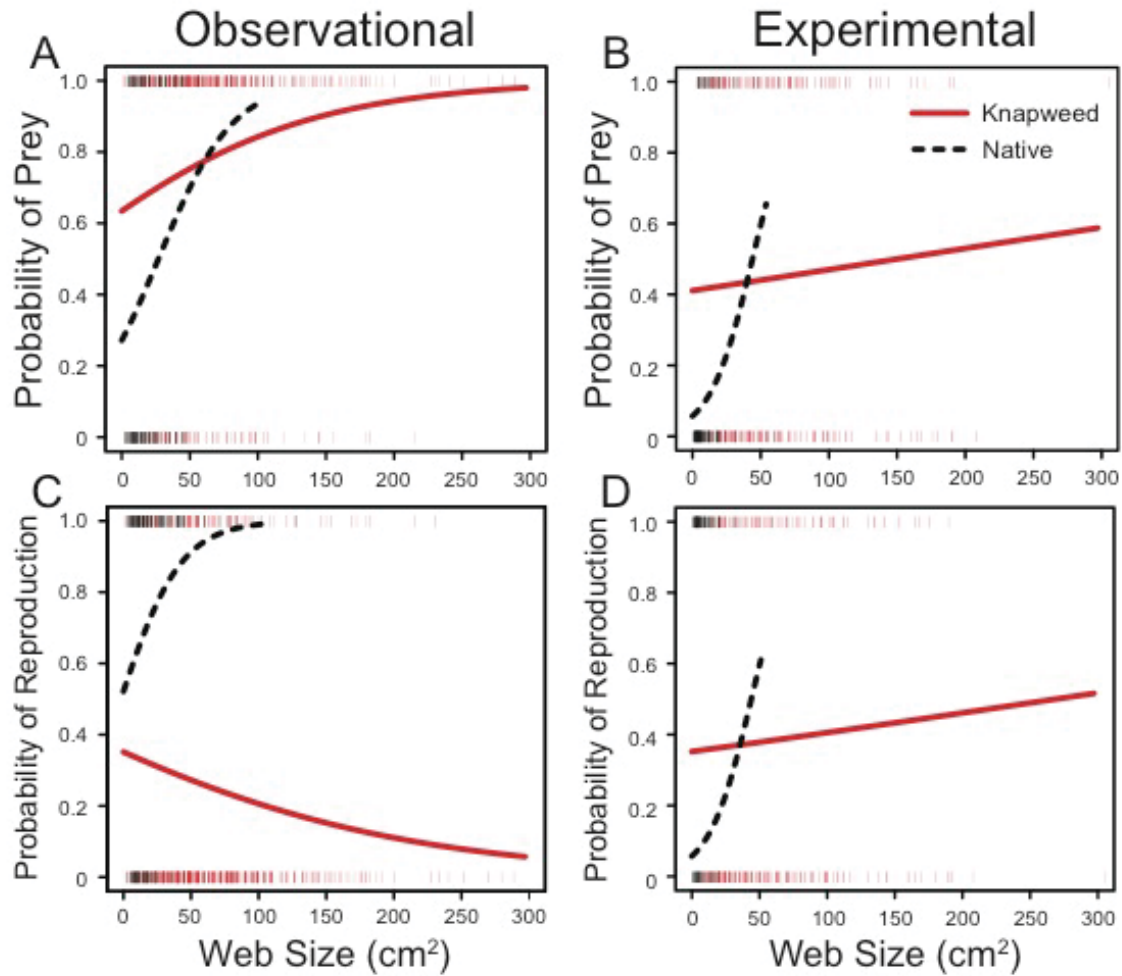 Observational
Experimental
A
B
1.0
0.8
0.6
0.4
0.2
0
Probability of Prey
0 50 100 150 200 250 300
1.0
0.8
0.6
0.4
0.2
0
Probability of Prey
Knapweed
Native
0 50 100 150 200 250 300
C
D
1.0
0.8
0.6
0.4
0.2
0
Probability of Reproduction
0 50 100 150 200 250 300
Web Size (cm²)
1.0
0.8
0.6
0.4
0.2
0
Probability of Reproduction
0 50 100 150 200 250 300
Web Size (cm²)